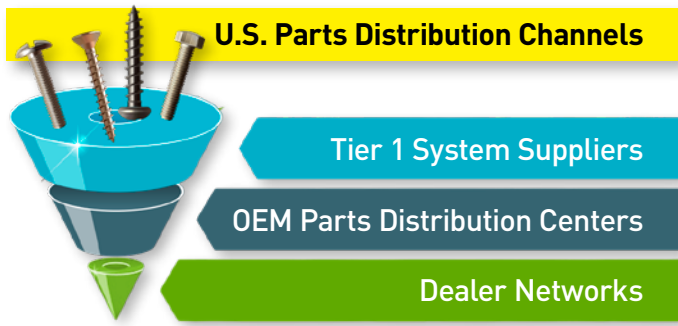 U.S. Parts Distribution Channels
Tier 1 System Suppliers
OEM Parts Distribution Centers
Dealer Networks